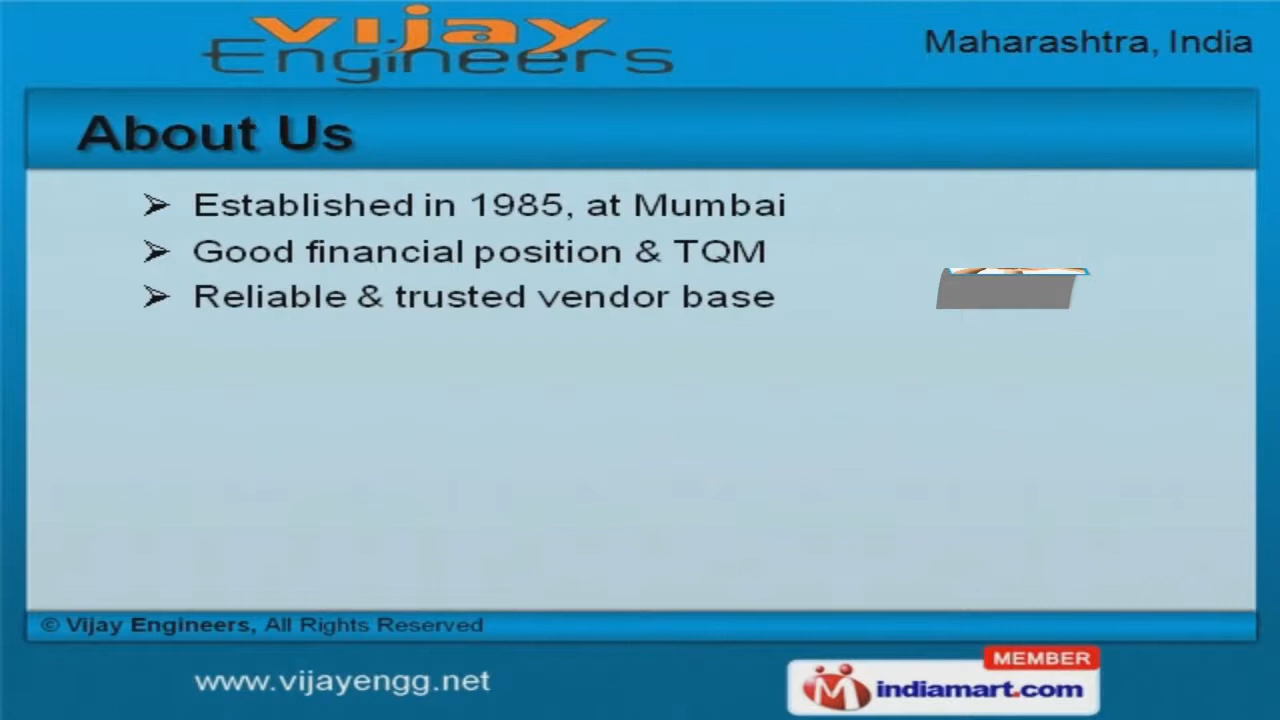 Vijay
Engineers
Maharashtra, India
About Us
➢ Established in 1985, at Mumbai
➢ Good financial position & TQM
➢ Reliable & trusted vendor base
© Vijay Engineers, All Rights Reserved
www.vijayengg.net
MEMBER
indiamart.com